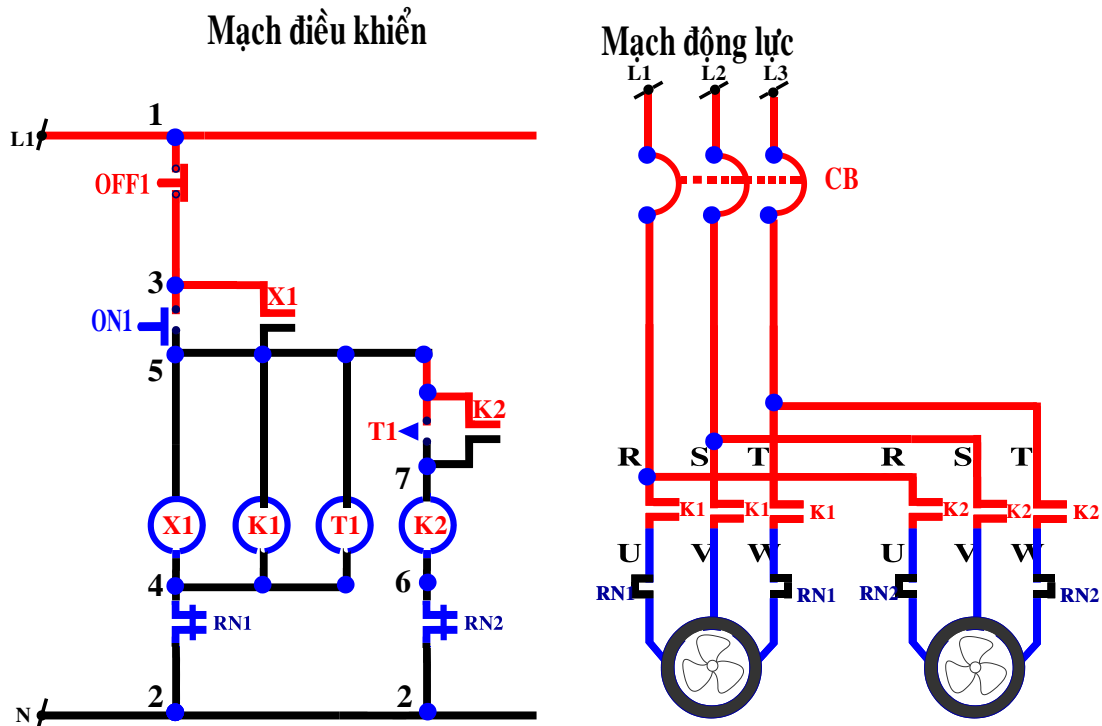 Mạch điều khiển
Mạch động lực
L1 L2 L3
1
L1
OFF1
CB
3
X1
ON1
5
K2
T1
7
R S T R S T
K1 K1 K1 K2 K2 K2
X1 K1 T1 K2
U V W U V W
4 6
RN1 RN1 RN2 RN2
RN1 RN2
2 2
N